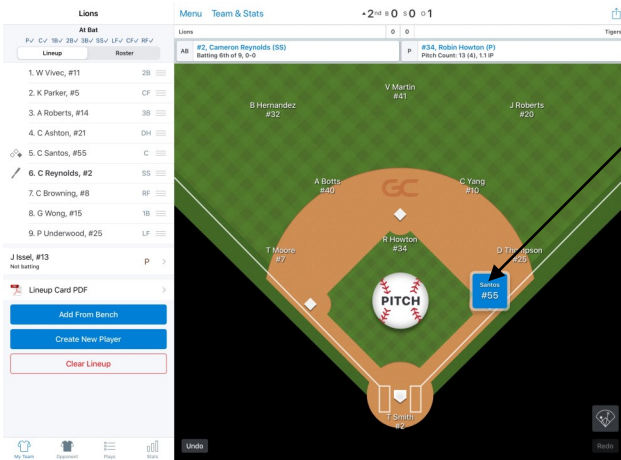 Lions
At Bat
P✓ C✓ 1B✓ 2B✓ 3B✓ SS✓ LF✓ CF✓ RF✓
Lineup Roster
1. W Vivec, #11 2B
2. K Parker, #5 CF
3. A Roberts, #14 3B
4. C Ashton, #21 DH
5. C Santos, #55 C
6. C Reynolds, #2 SS
7. C Browning, #8 RF
8. G Wong, #15 1B
9. P Underwood, #25 LF
J Issel, #13 P
Not batting
Lineup Card PDF
Add From Bench
Create New Player
Clear Lineup
My Team Opponent Plays Stats
Menu Team & Stats ▲2nd B 0 S 0 O 1
Lions 0 0 Tigers
AB #2, Cameron Reynolds (SS)
Batting 6th of 9, 0-0
P #34, Robin Howton (P)
Pitch Count: 13 (4), 1.1 IP
V Martin
#41
B Hernandez
#32
J Roberts
#20
A Botts
#40
GC
C Yang
#10
R Howton
#34
T Moore
#7
D Thompson
#25
Santos
#55
PITCH
T Smith
#2
Undo Redo